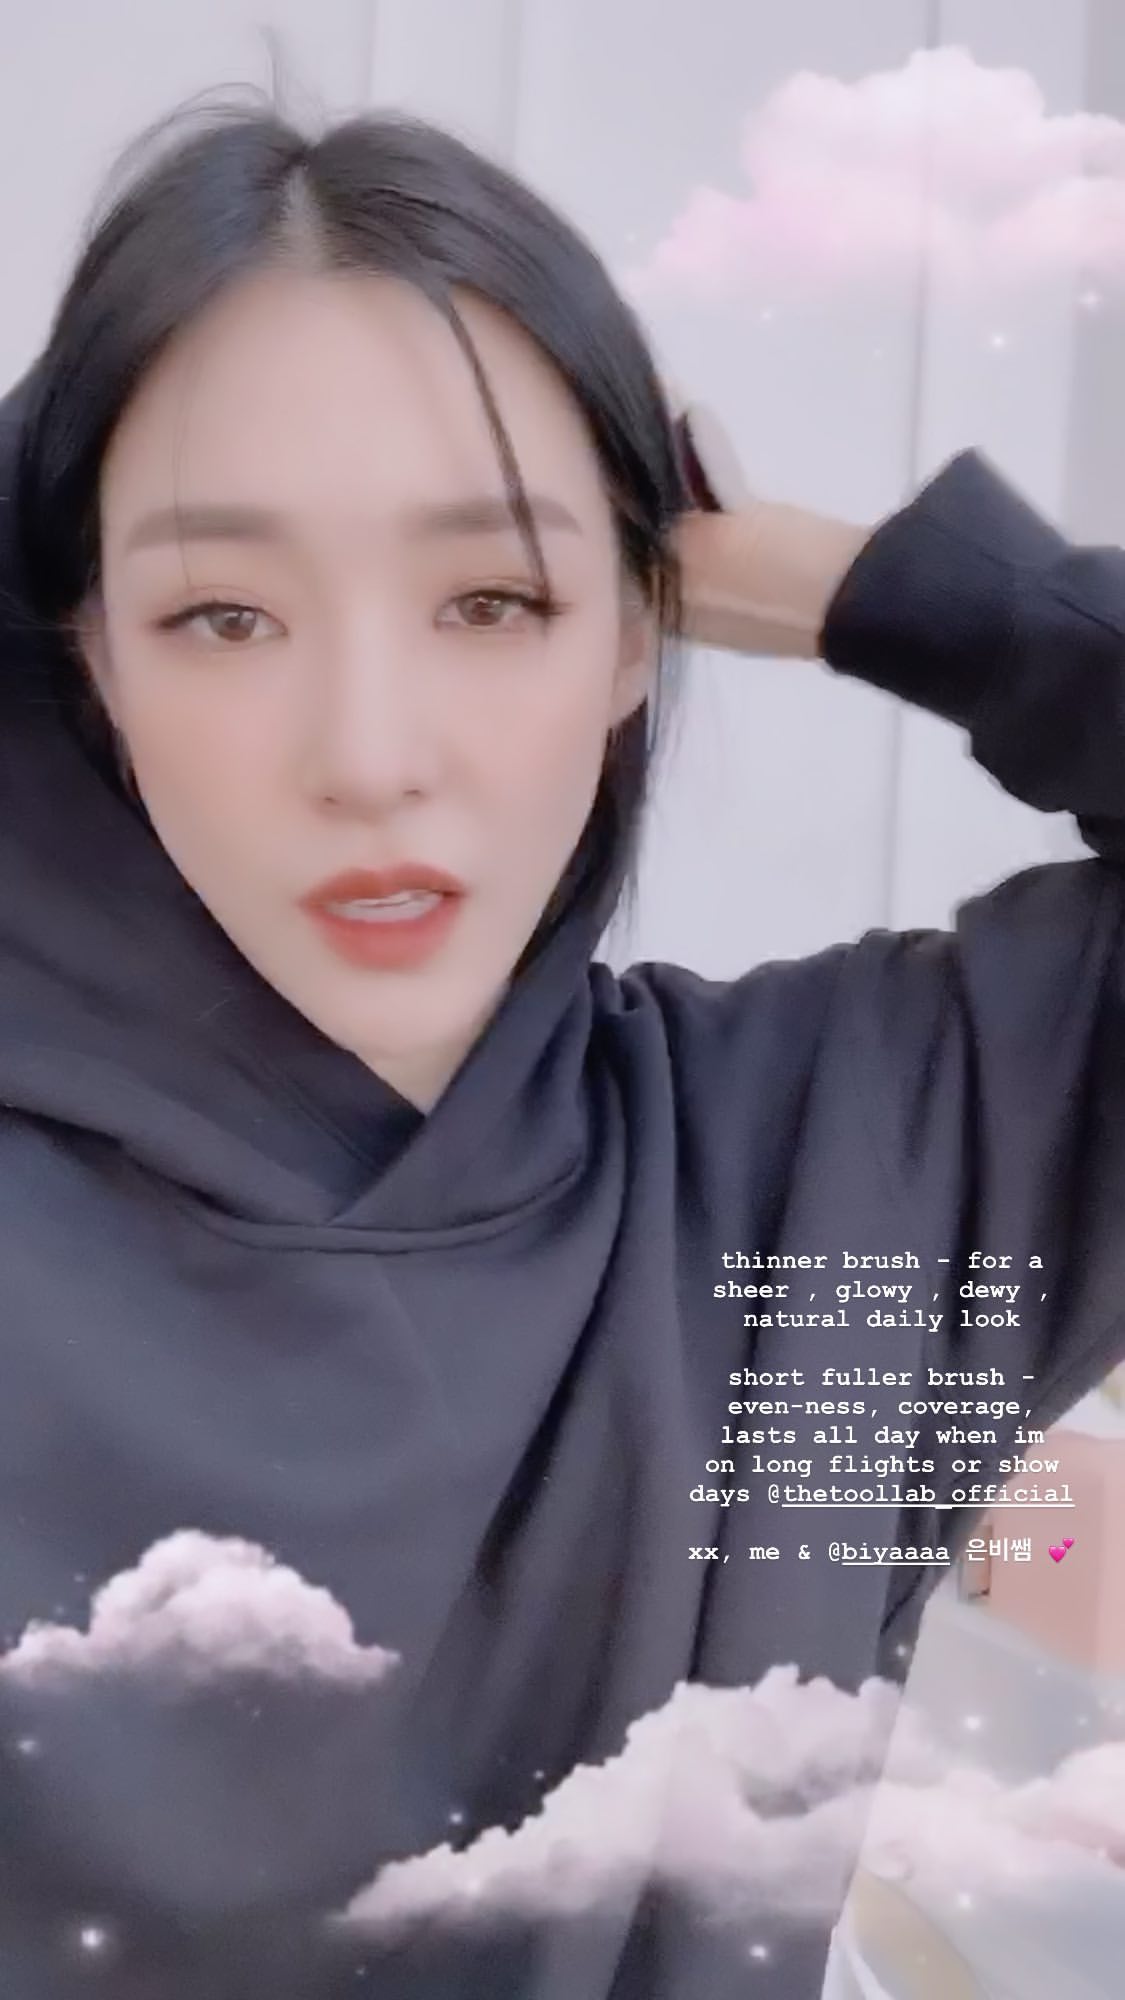 thinner brush - for a
sheer , glowy , dewy ,
natural daily look
short fuller brush -
even-ness, coverage,
lasts all day when im
on long flights or show
days @thetoollab_official
xx, me & @biyaaaa 은비쌤 💕